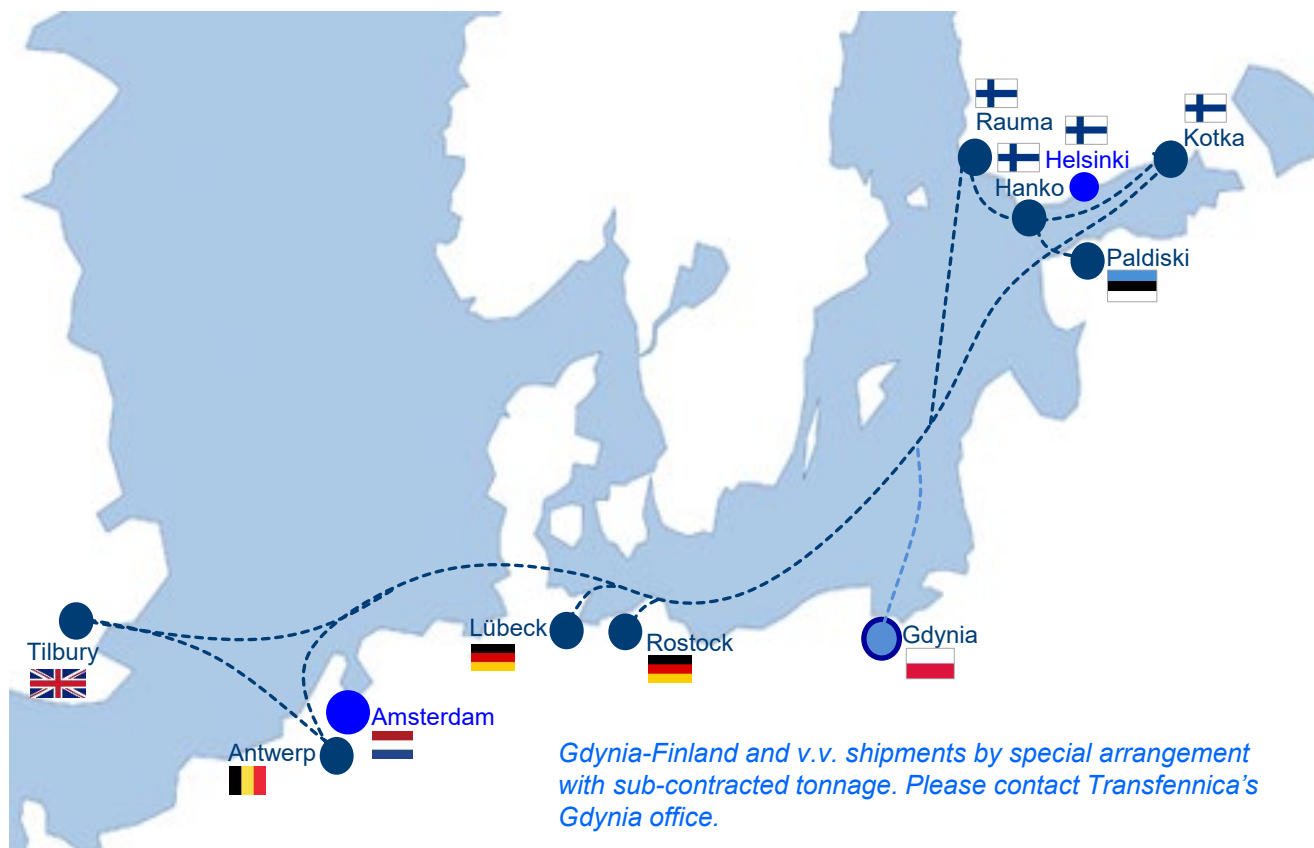 Rauma
Kotka
Helsinki
Hanko
Paldiski
Tilbury
Lübeck
Rostock
Gdynia
Amsterdam
Antwerp
Gdynia-Finland and v.v. shipments by special arrangement
with sub-contracted tonnage. Please contact Transfennica’s
Gdynia office.